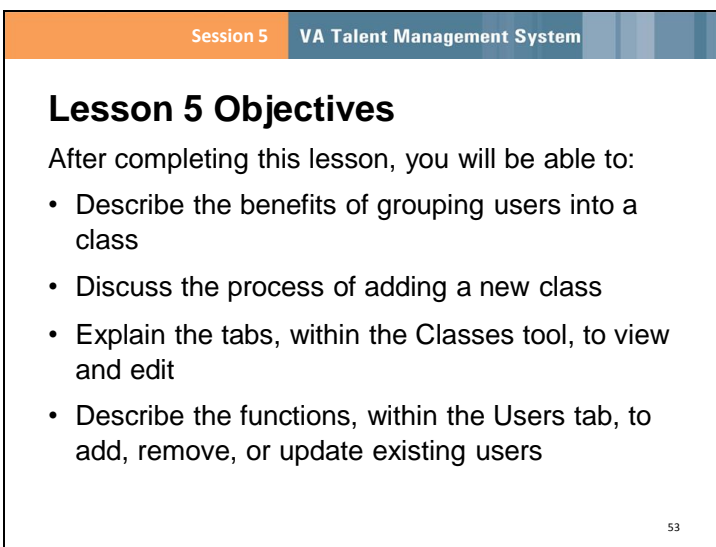 Session 5 VA Talent Management System
Lesson 5 Objectives
After completing this lesson, you will be able to:
• Describe the benefits of grouping users into a
class
• Discuss the process of adding a new class
• Explain the tabs, within the Classes tool, to view
and edit
• Describe the functions, within the Users tab, to
add, remove, or update existing users
53